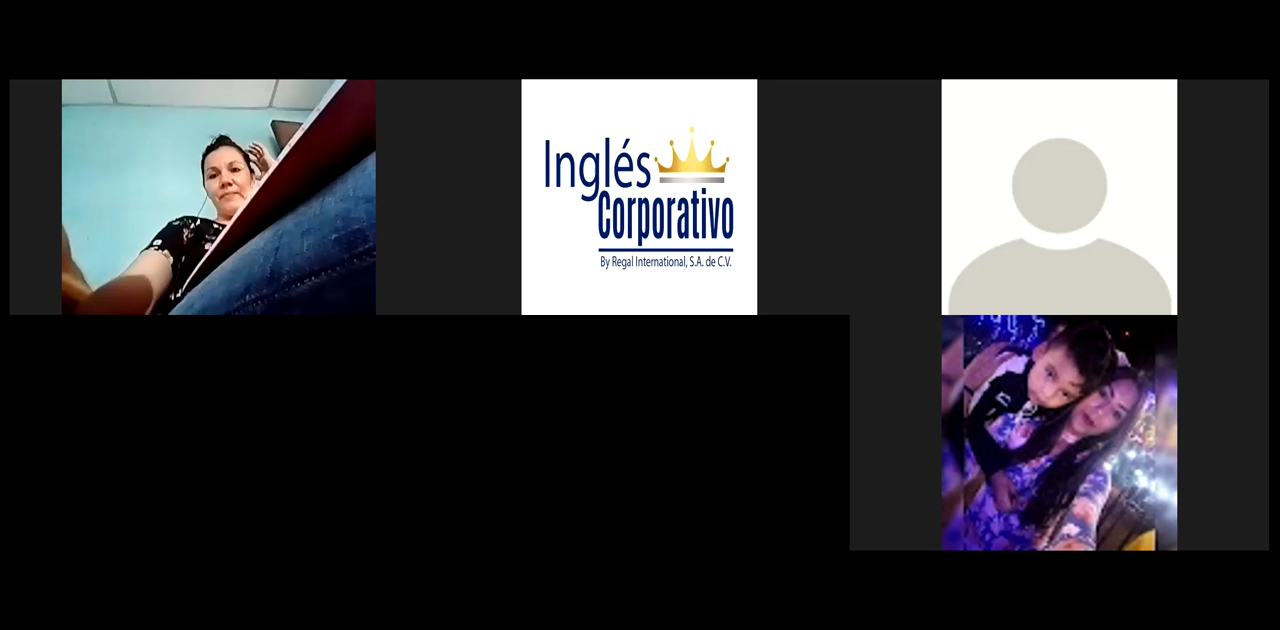 Inglés
Corporativo
By Regal International, S.A. de C.V.